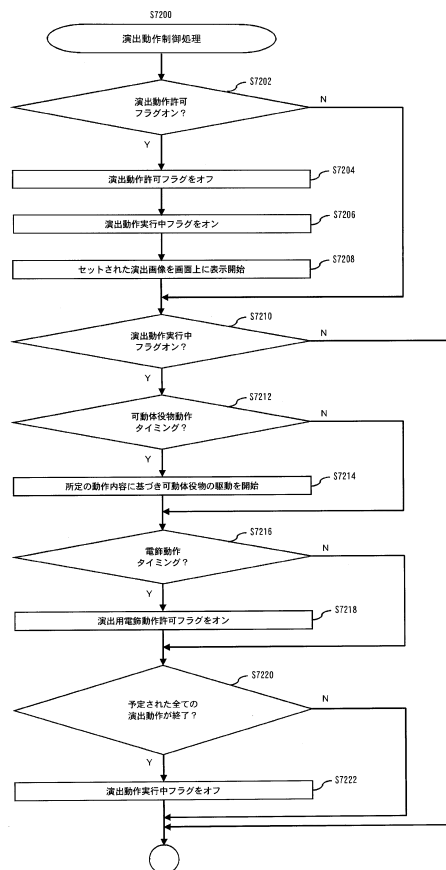 S7200
演出動作制御処理
S7202
演出動作許可
フラグオン？
N
Y
S7204
演出動作許可フラグをオフ
S7206
演出動作実行中フラグをオン
S7208
セットされた演出画像を画面上に表示開始
S7210
演出動作実行中
フラグオン？
N
Y
S7212
可動体役物動作
タイミング？
N
Y
S7214
所定の動作内容に基づき可動体役物の駆動を開始
S7216
電飾動作
タイミング？
N
Y
S7218
演出用電飾動作許可フラグをオン
S7220
予定された全ての
演出動作が終了？
N
Y
S7222
演出動作実行中フラグをオフ